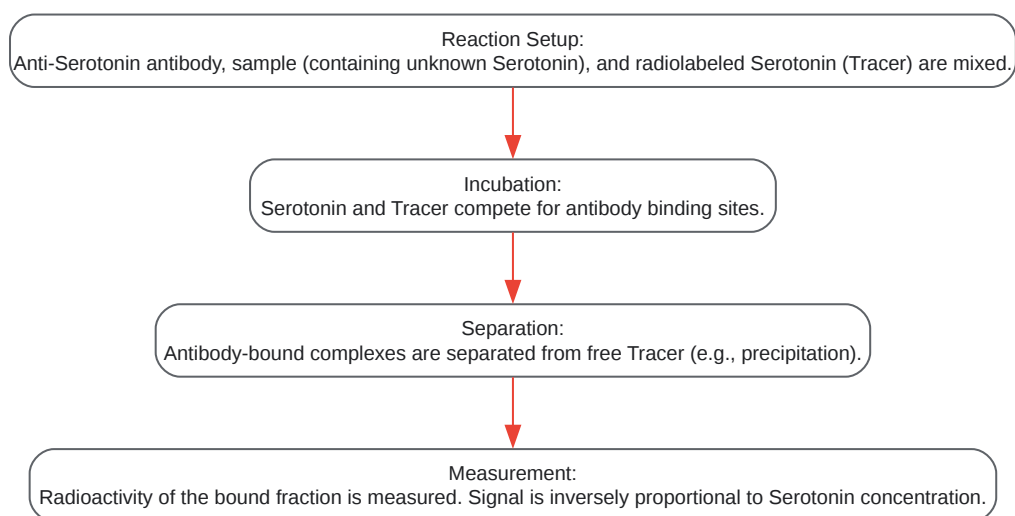 Reaction Setup:
Anti-Serotonin antibody, sample (containing unknown Serotonin), and radiolabeled Serotonin (Tracer) are mixed.
Incubation:
Serotonin and Tracer compete for antibody binding sites.
Separation:
Antibody-bound complexes are separated from free Tracer (e.g., precipitation).
Measurement:
Radioactivity of the bound fraction is measured. Signal is inversely proportional to Serotonin concentration.